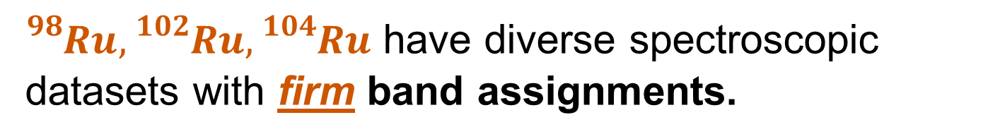 ⁹⁸Ru, ¹⁰²Ru, ¹⁰⁴Ru have diverse spectroscopic
datasets with firm band assignments.